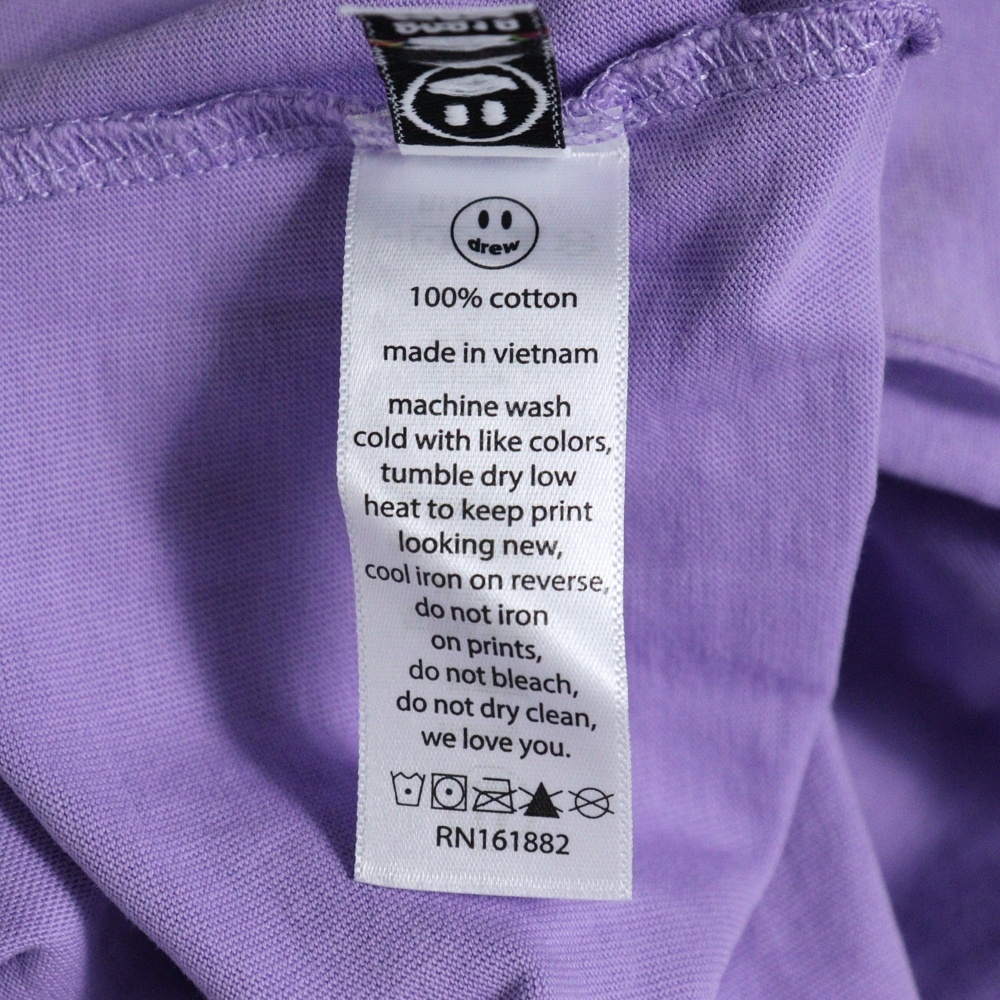 drew
100% cotton
made in vietnam
machine wash
cold with like colors,
tumble dry low
heat to keep print
looking new,
cool iron on reverse,
do not iron
on prints,
do not bleach,
do not dry clean,
we love you.
RN161882